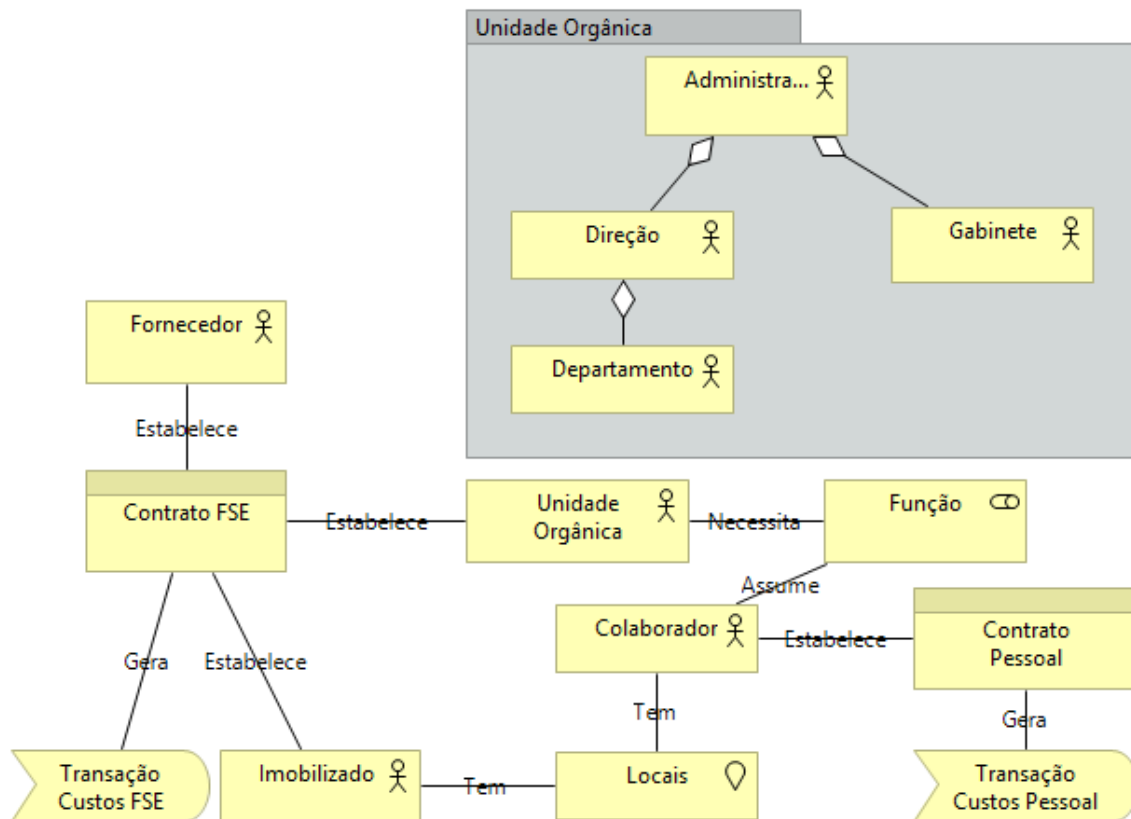 Unidade Orgânica
Administra...
Direção
Gabinete
Departamento
Fornecedor
Estabelece
Contrato FSE
Estabelece
Unidade
Orgânica
Necessita
Função
Assume
Colaborador
Estabelece
Contrato
Pessoal
Gera
Estabelece
Tem
Gera
Transação
Custos FSE
Imobilizado
Tem
Locais
Transação
Custos Pessoal